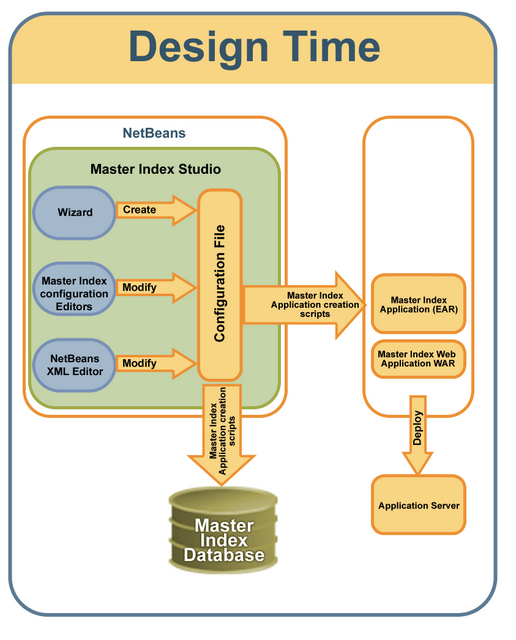 Design Time
NetBeans
Master Index Studio
Wizard
Create
Master Index
configuration
Editors
Modify
NetBeans
XML Editor
Modify
Configuration File
Master Index
Application creation
scripts
Master Index
Application creation
scripts
Master Index
Database
Master Index
Application (EAR)
Master Index Web
Application WAR
Deploy
Application Server